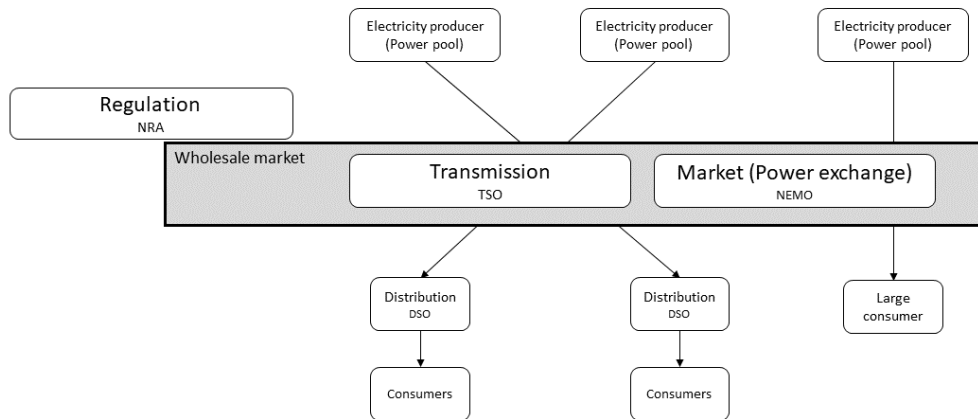 Electricity producer
(Power pool)
Electricity producer
(Power pool)
Electricity producer
(Power pool)
Regulation
NRA
Wholesale market
Transmission
TSO
Market (Power exchange)
NEMO
Distribution
DSO
Distribution
DSO
Large
consumer
Consumers
Consumers